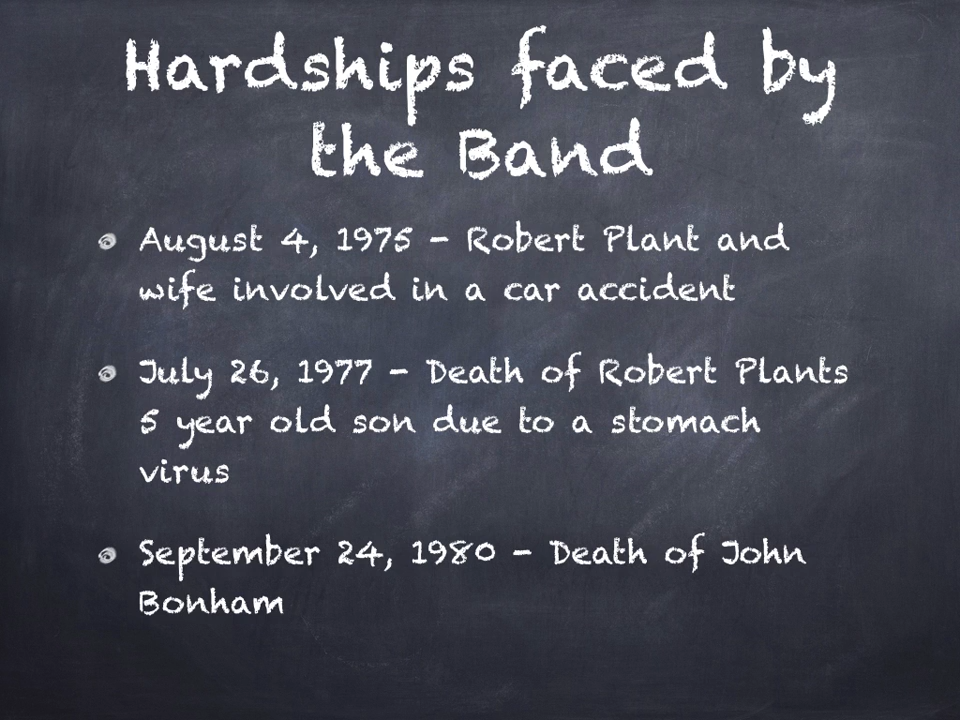 Hardships faced by
the Band
August 4, 1975 - Robert Plant and
wife involved in a car accident
July 26, 1977 - Death of Robert Plants
5 year old son due to a stomach
virus
September 24, 1980 - Death of John
Bonham